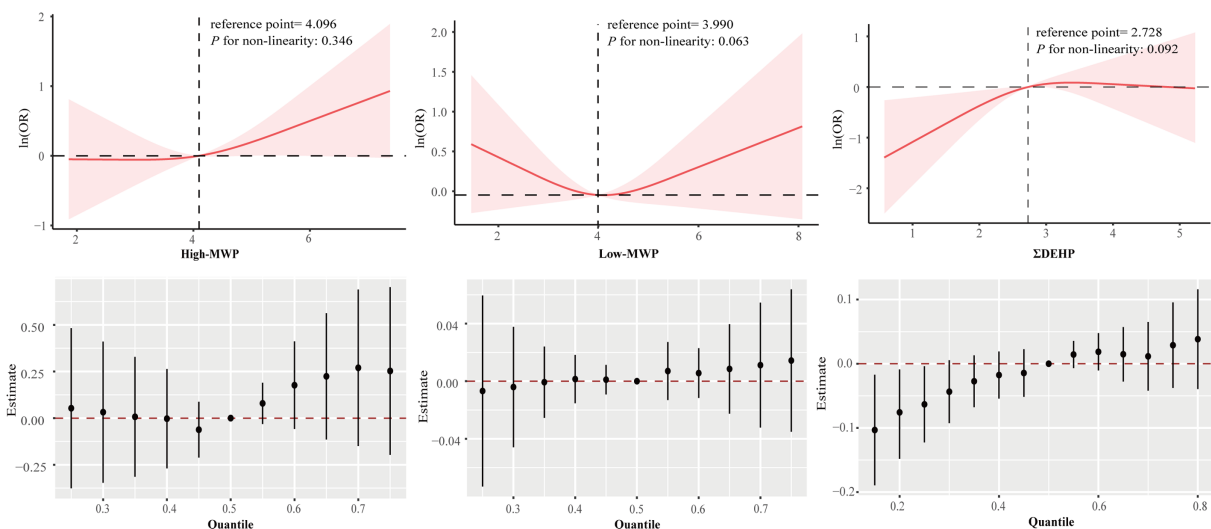 reference point= 4.096
P for non-linearity: 0.346
2
1
0
−1
ln(OR)
2
4
6
High-MWP
reference point= 3.990
P for non-linearity: 0.063
2.0
1.5
1.0
0.5
0.0
ln(OR)
2
4
6
8
Low-MWP
reference point= 2.728
P for non-linearity: 0.092
1
0
−1
−2
ln(OR)
1
2
3
4
5
ΣDEHP
0.50
0.25
0.00
−0.25
Estimate
0.3
0.4
0.5
0.6
0.7
Quantile
0.04
0.00
−0.04
Estimate
0.3
0.4
0.5
0.6
0.7
Quantile
0.1
0.0
−0.1
−0.2
Estimate
0.2
0.4
0.6
0.8
Quantile